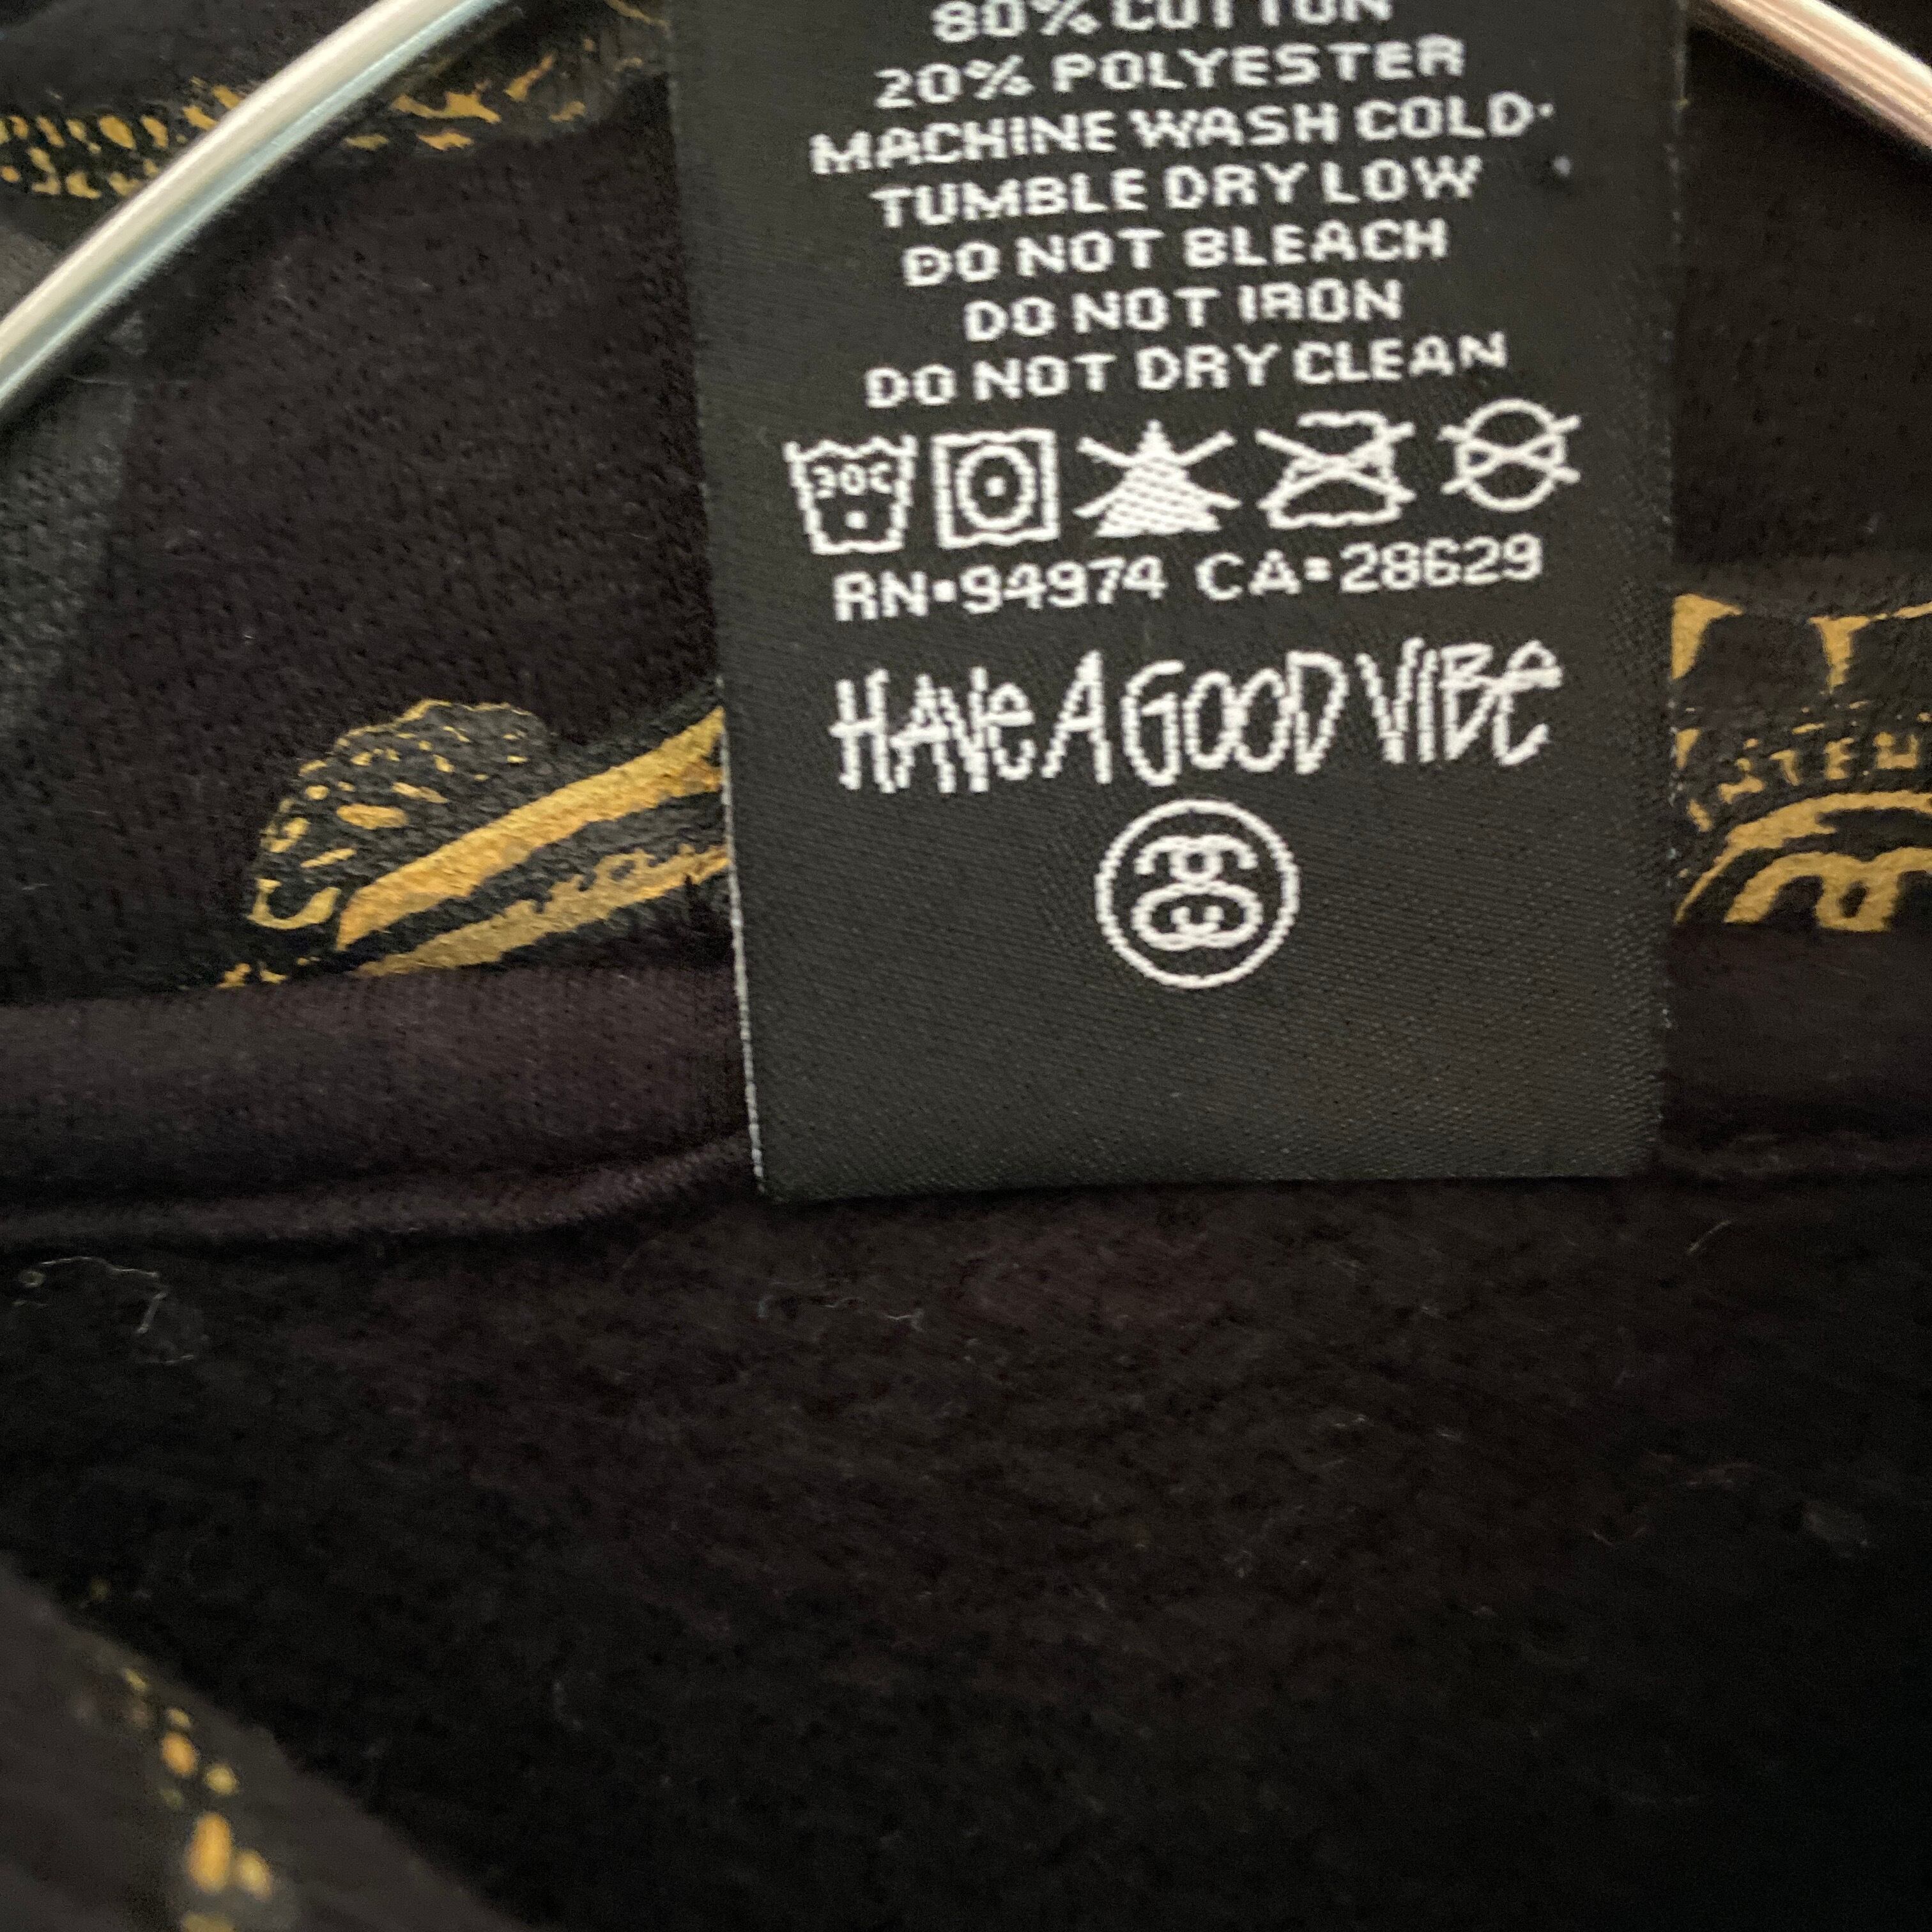 80% COTTON
20% POLYESTER
MACHINE WASH COLD·
TUMBLE DRY LOW
DO NOT BLEACH
DO NOT IRON
DO NOT DRY CLEAN
30C
RN•94974 CA•28629
HAVe A GOOD VIBe